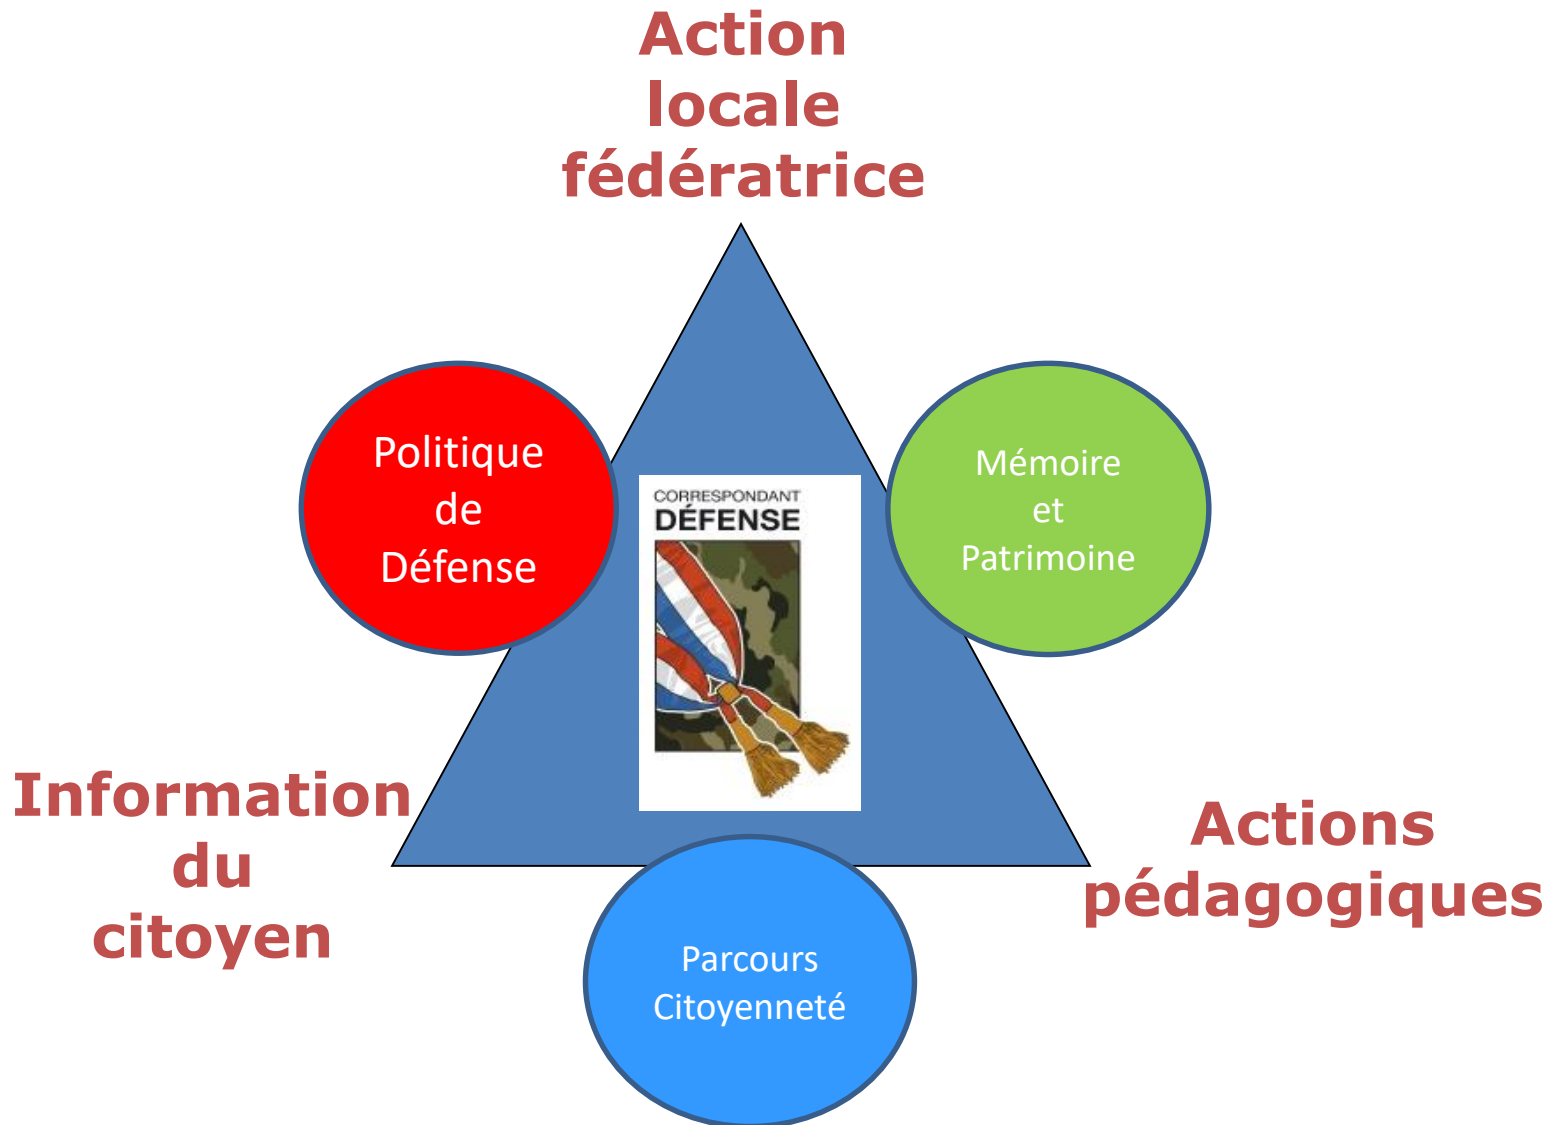 Action
locale
fédératrice
Politique
de
Défense
Mémoire
et
Patrimoine
CORRESPONDANT
DÉFENSE
Information
du
citoyen
Actions
pédagogiques
Parcours
Citoyenneté